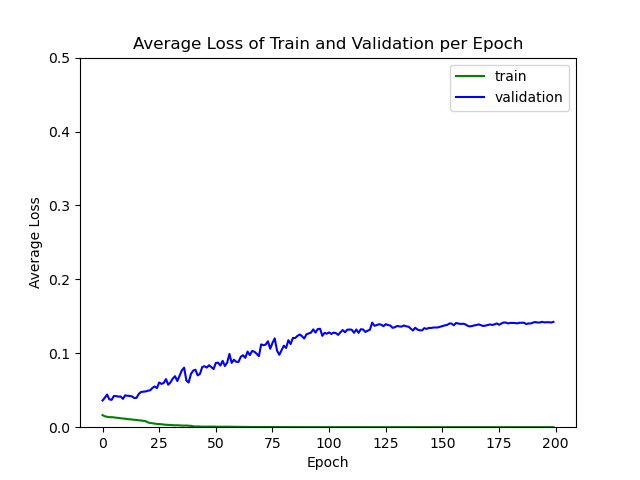 Average Loss of Train and Validation per Epoch
0.5
0.4
0.3
0.2
0.1
0.0
Average Loss
train
validation
0 25 50 75 100 125 150 175 200
Epoch